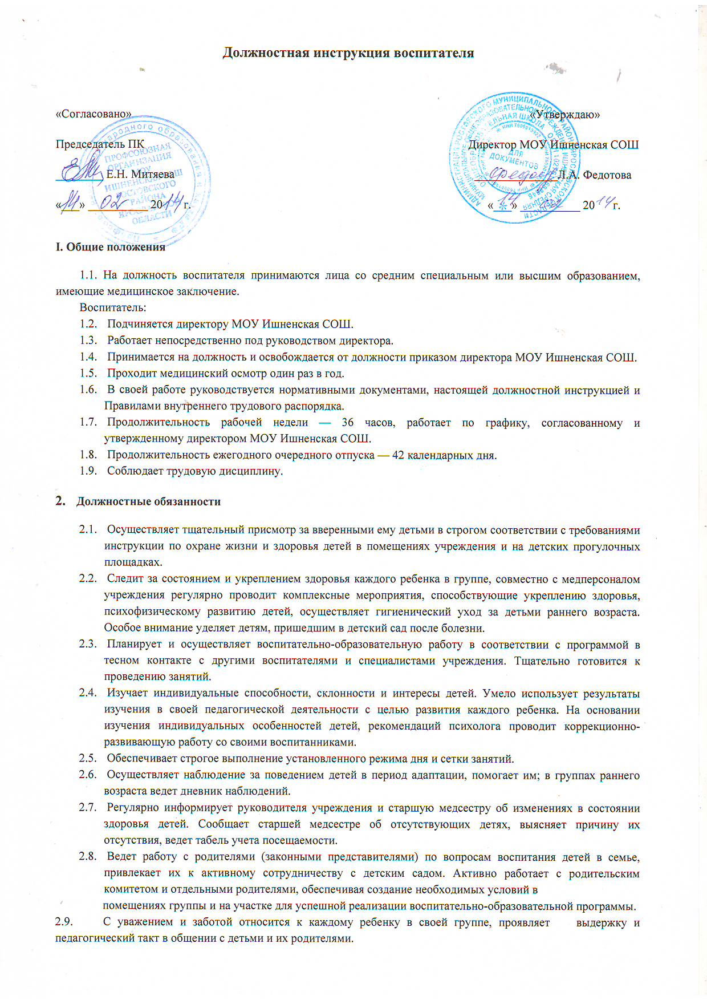 Должностная инструкция воспитателя
«Согласовано» «Утверждаю»
Председатель ПК Директор МОУ Ишненская СОШ
Е.Н. Митяева Л.А. Федотова
«14» 02 2014 г. «14» 02 2014 г.
ПРОФСОЮЗНАЯ
ОРГАНИЗАЦИЯ
МОУ
ИШНЕНСКАЯ СОШ
РОСТОВСКОГО
РАЙОНА
ЯРОСЛАВСКОЙ
ОБЛАСТИ
ДЛЯ
ДОКУМЕНТОВ
I. Общие положения
1.1. На должность воспитателя принимаются лица со средним специальным или высшим образованием,
имеющие медицинское заключение.
Воспитатель:
1.2. Подчиняется директору МОУ Ишненская СОШ.
1.3. Работает непосредственно под руководством директора.
1.4. Принимается на должность и освобождается от должности приказом директора МОУ Ишненская СОШ.
1.5. Проходит медицинский осмотр один раз в год.
1.6. В своей работе руководствуется нормативными документами, настоящей должностной инструкцией и
Правилами внутреннего трудового распорядка.
1.7. Продолжительность рабочей недели — 36 часов, работает по графику, согласованному и
утвержденному директором МОУ Ишненская СОШ.
1.8. Продолжительность ежегодного очередного отпуска — 42 календарных дня.
1.9. Соблюдает трудовую дисциплину.
2. Должностные обязанности
2.1. Осуществляет тщательный присмотр за вверенными ему детьми в строгом соответствии с требованиями
инструкции по охране жизни и здоровья детей в помещениях учреждения и на детских прогулочных
площадках.
2.2. Следит за состоянием и укреплением здоровья каждого ребенка в группе, совместно с медперсоналом
учреждения регулярно проводит комплексные мероприятия, способствующие укреплению здоровья,
психофизическому развитию детей, осуществляет гигиенический уход за детьми раннего возраста.
Особое внимание уделяет детям, пришедшим в детский сад после болезни.
2.3. Планирует и осуществляет воспитательно-образовательную работу в соответствии с программой в
тесном контакте с другими воспитателями и специалистами учреждения. Тщательно готовится к
проведению занятий.
2.4. Изучает индивидуальные способности, склонности и интересы детей. Умело использует результаты
изучения в своей педагогической деятельности с целью развития каждого ребенка. На основании
изучения индивидуальных особенностей детей, рекомендаций психолога проводит коррекционно-
развивающую работу со своими воспитанниками.
2.5. Обеспечивает строгое выполнение установленного режима дня и сетки занятий.
2.6. Осуществляет наблюдение за поведением детей в период адаптации, помогает им; в группах раннего
возраста ведет дневник наблюдений.
2.7. Регулярно информирует руководителя учреждения и старшую медсестру об изменениях в состоянии
здоровья детей. Сообщает старшей медсестре об отсутствующих детях, выясняет причину их
отсутствия, ведет табель учета посещаемости.
2.8. Ведет работу с родителями (законными представителями) по вопросам воспитания детей в семье,
привлекает их к активному сотрудничеству с детским садом. Активно работает с родительским
комитетом и отдельными родителями, обеспечивая создание необходимых условий в
помещениях группы и на участке для успешной реализации воспитательно-образовательной программы.
2.9. С уважением и заботой относится к каждому ребенку в своей группе, проявляет выдержку и
педагогический такт в общении с детьми и их родителями.